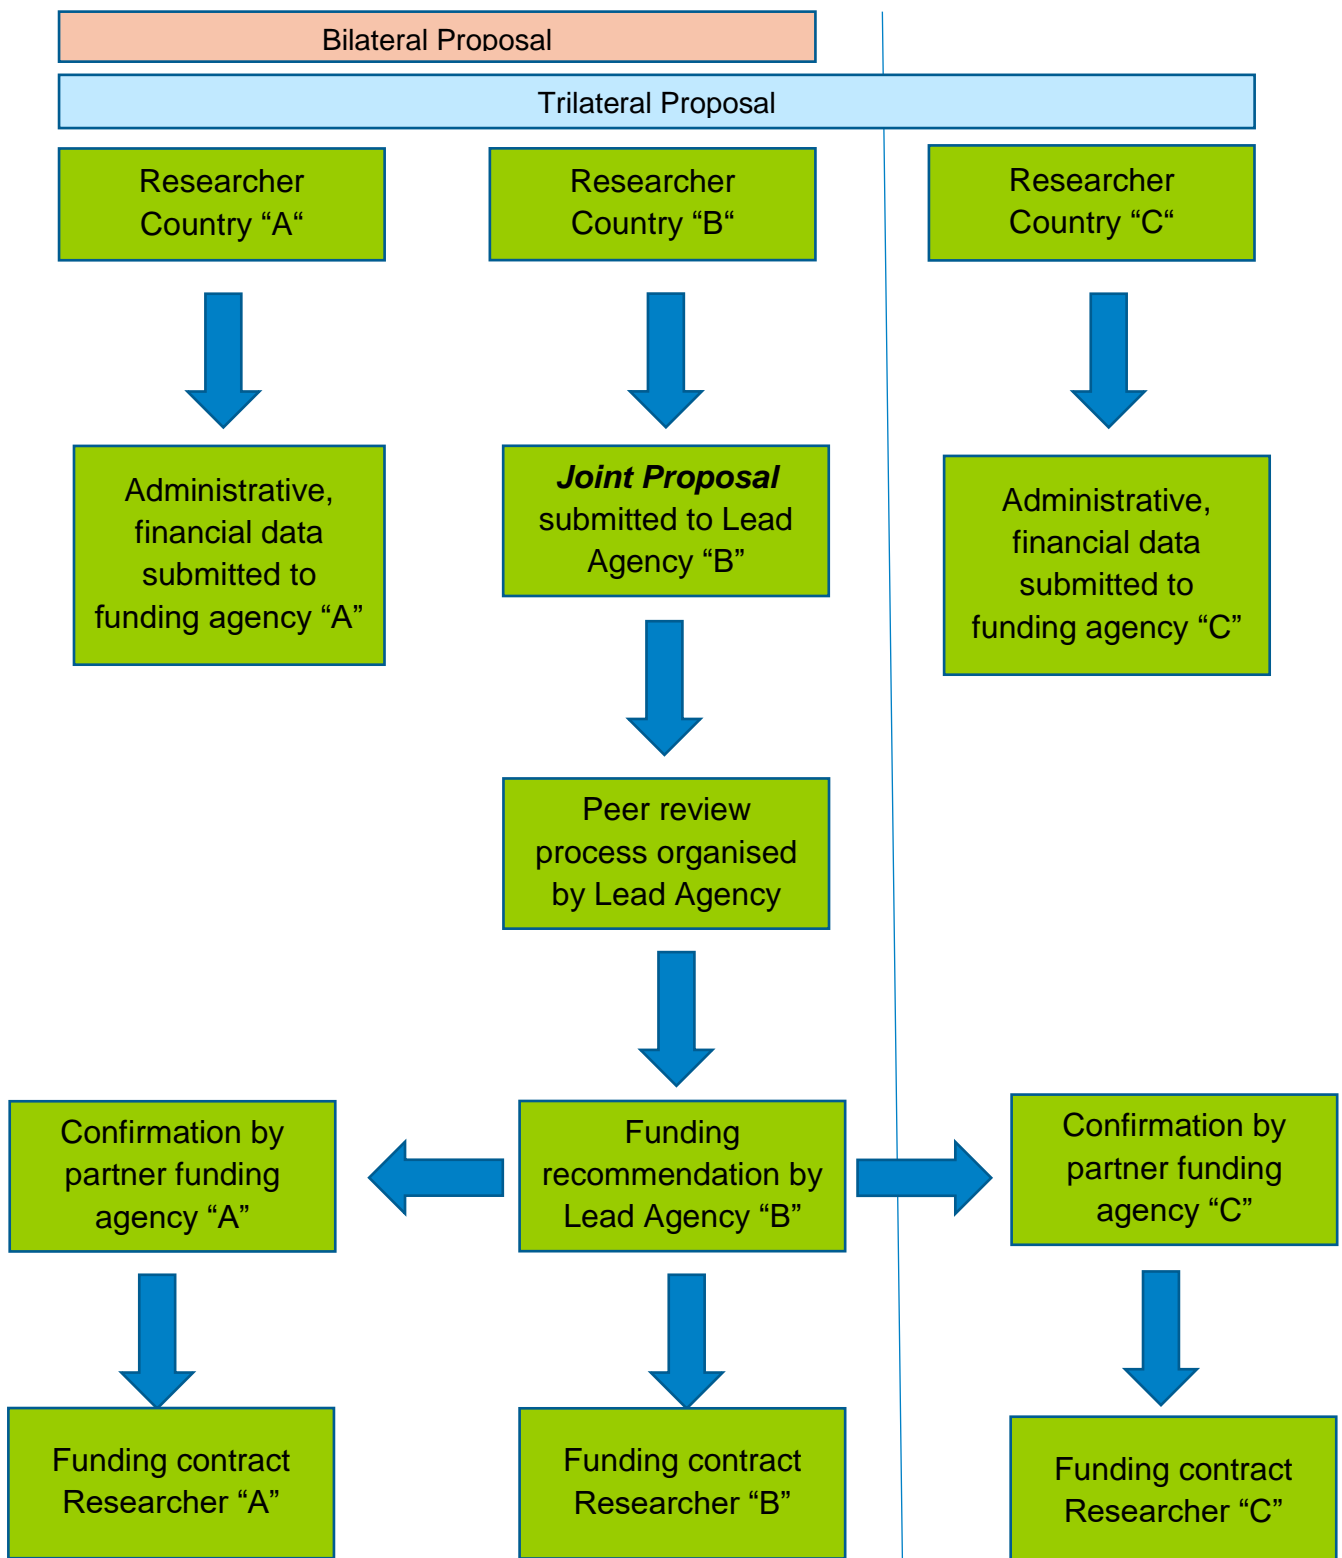 Bilateral Proposal
Trilateral Proposal
Researcher
Country “A“
Researcher
Country “B“
Researcher
Country “C“
Administrative,
financial data
submitted to
funding agency “A”
Joint Proposal
submitted to Lead
Agency “B”
Administrative,
financial data
submitted to
funding agency “C”
Peer review
process organised
by Lead Agency
Confirmation by
partner funding
agency “A”
Funding
recommendation by
Lead Agency “B”
Confirmation by
partner funding
agency “C”
Funding contract
Researcher “A”
Funding contract
Researcher “B”
Funding contract
Researcher “C”